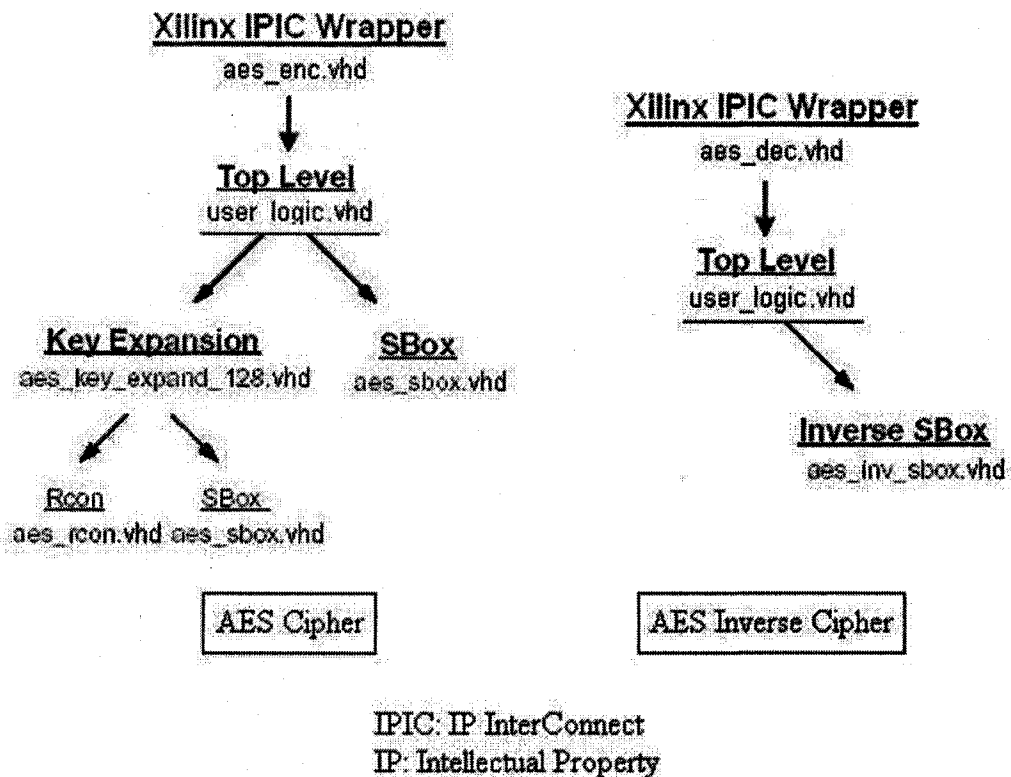 Xilinx IPIC Wrapper
aes_enc.vhd
Top Level
user_logic.vhd
Key Expansion
aes_key_expand_128.vhd
SBox
aes_sbox.vhd
Rcon
aes_rcon.vhd
SBox
aes_sbox.vhd
AES Cipher
Xilinx IPIC Wrapper
aes_dec.vhd
Top Level
user_logic.vhd
Inverse SBox
aes_inv_sbox.vhd
AES Inverse Cipher
IPIC: IP InterConnect
IP: Intellectual Property